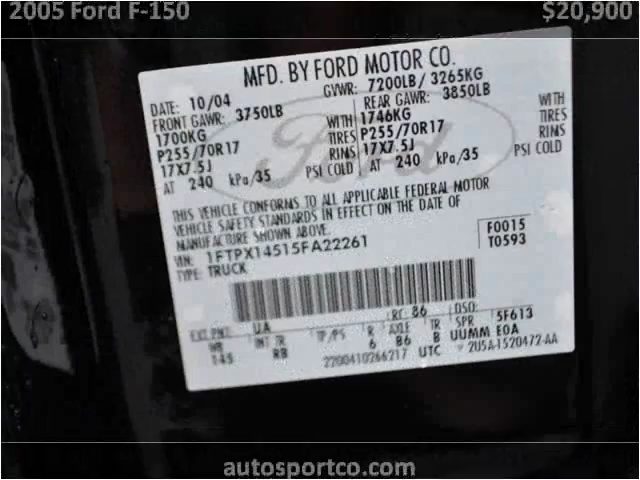 2005 Ford F-150 $20,900
MFD. BY FORD MOTOR CO.
DATE: 10/04 GVWR: 7200LB/ 3265KG
FRONT GAWR: 3750LB REAR GAWR: 3850LB
1700KG WITH 1746KG WITH
P255/70R17 TIRES P255/70R17 TIRES
17X7.5J RIMS 17X7.5J RIMS
AT 240 kPa/35 PSI COLD AT 240 kPa/35 PSI COLD
THIS VEHICLE CONFORMS TO ALL APPLICABLE FEDERAL MOTOR
VEHICLE SAFETY STANDARDS IN EFFECT ON THE DATE OF
MANUFACTURE SHOWN ABOVE.
VIN: 1FTPX14515FA22261 F0015
TYPE: TRUCK T0593
EXT PNT: UA RC: 86 DSO:
WB INT TR TP/PS R AXLE TR SPR 5F613
145 RB 6 B6 B UUMM E0A
2200410266217 UTC 2U5A-1520472-AA
Ford
autosportco.com